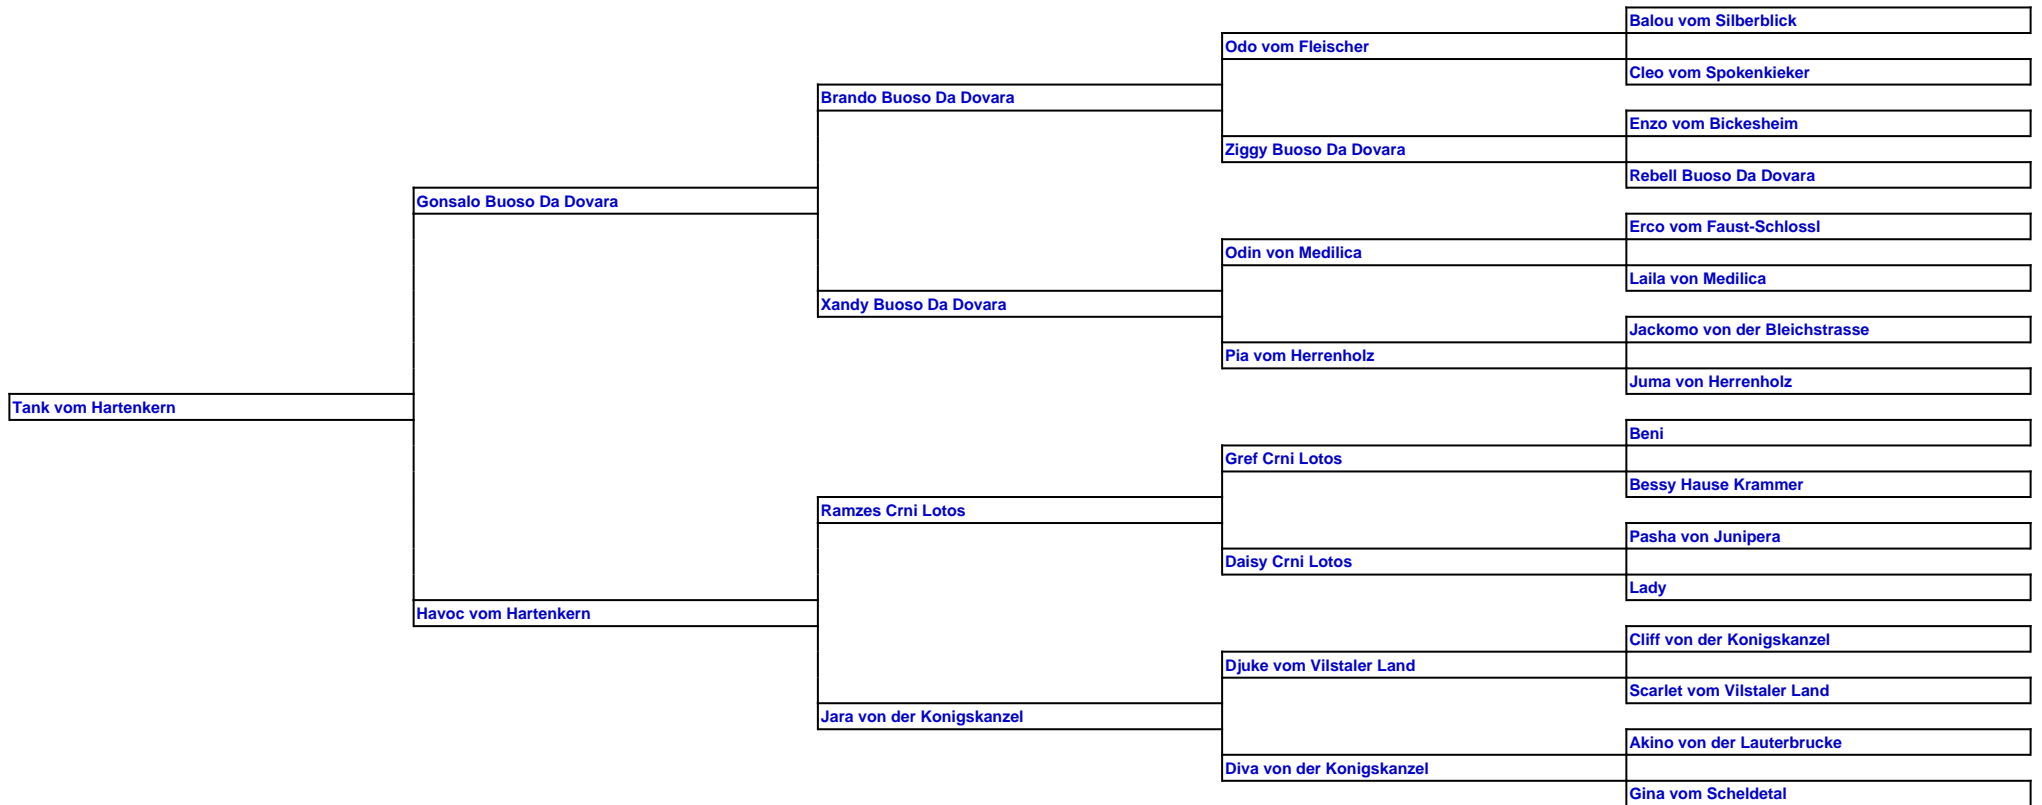 Balou vom Silberblick
Odo vom Fleischer
Cleo vom Spokenkieker
Brando Buoso Da Dovara
Enzo vom Bickesheim
Ziggy Buoso Da Dovara
Rebell Buoso Da Dovara
Gonsalo Buoso Da Dovara
Erco vom Faust-Schlossl
Odin von Medilica
Laila von Medilica
Xandy Buoso Da Dovara
Jackomo von der Bleichstrasse
Pia vom Herrenholz
Juma von Herrenholz
Tank vom Hartenkern
Beni
Gref Crni Lotos
Bessy Hause Krammer
Ramzes Crni Lotos
Pasha von Junipera
Daisy Crni Lotos
Lady
Havoc vom Hartenkern
Cliff von der Konigskanzel
Djuke vom Vilstaler Land
Scarlet vom Vilstaler Land
Jara von der Konigskanzel
Akino von der Lauterbrucke
Diva von der Konigskanzel
Gina vom Scheldetal